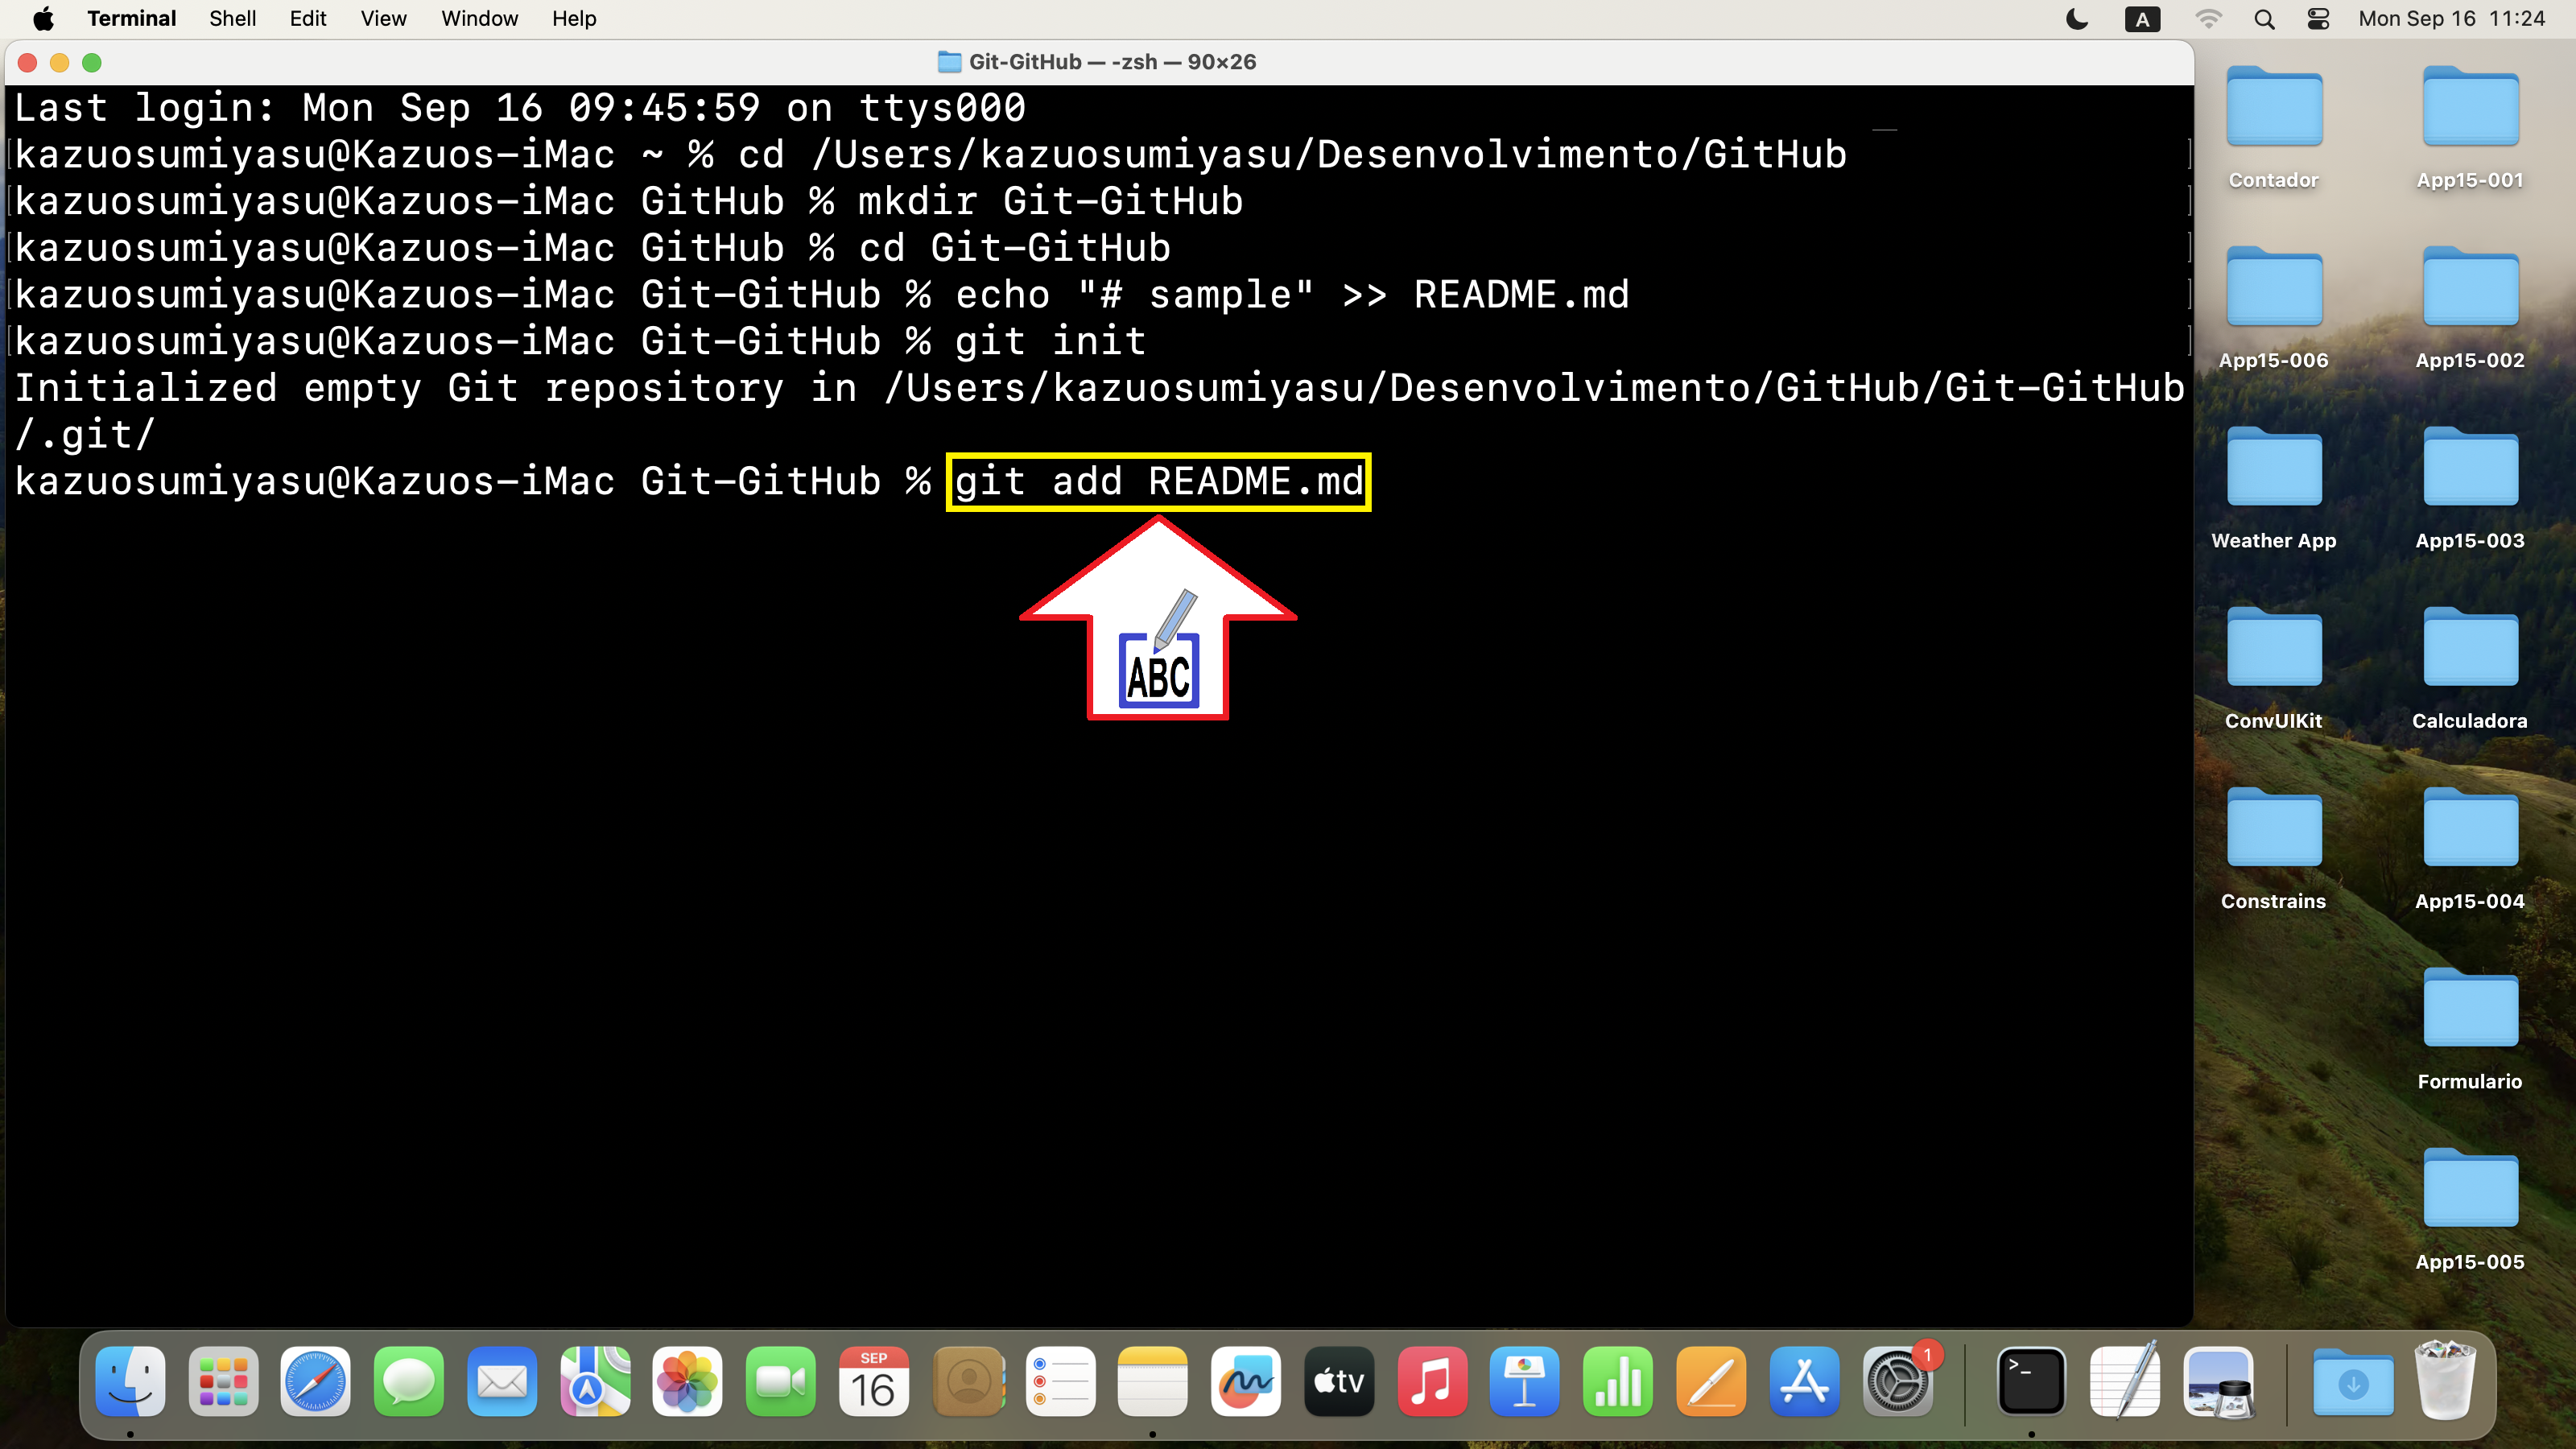 Terminal Shell Edit View Window Help A Mon Sep 16 11:24
Git-GitHub — -zsh — 90×26
Last login: Mon Sep 16 09:45:59 on ttys000
kazuosumiyasu@Kazuos-iMac ~ % cd /Users/kazuosumiyasu/Desenvolvimento/GitHub
kazuosumiyasu@Kazuos-iMac GitHub % mkdir Git-GitHub
kazuosumiyasu@Kazuos-iMac GitHub % cd Git-GitHub
kazuosumiyasu@Kazuos-iMac Git-GitHub % echo "# sample" >> README.md
kazuosumiyasu@Kazuos-iMac Git-GitHub % git init
Initialized empty Git repository in /Users/kazuosumiyasu/Desenvolvimento/GitHub/Git-GitHub
/.git/
kazuosumiyasu@Kazuos-iMac Git-GitHub % git add README.md
ABC
Contador App15-001
App15-006 App15-002
Weather App App15-003
ConvUIKit Calculadora
Constrains App15-004
Formulario
App15-005
SEP
16
tv
1
>_